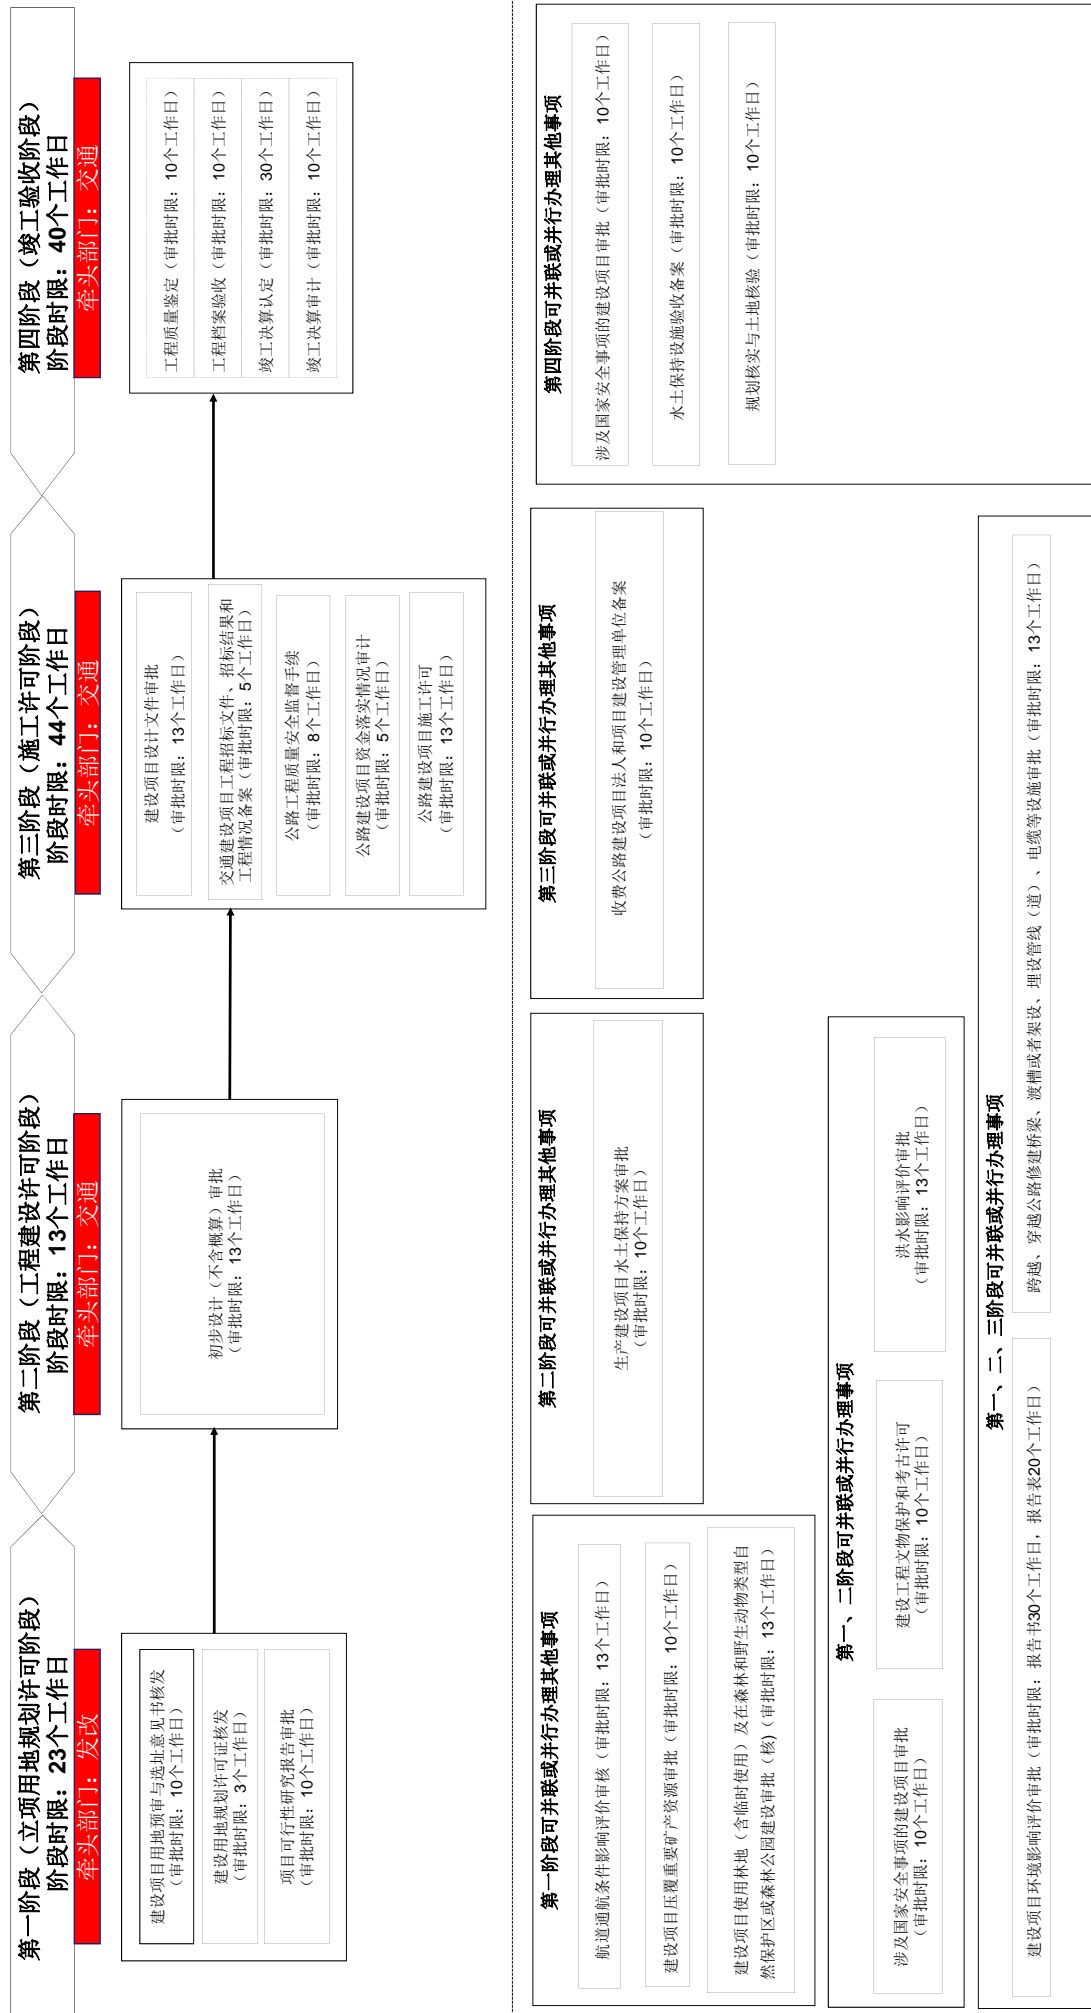 第一阶段（立项用地规划许可阶段）
阶段时限：23个工作日
牵头部门：发改
建设项目用地预审与选址意见书核发
（审批时限：10个工作日）
建设用地规划许可证核发
（审批时限：3个工作日）
项目可行性研究报告审批
（审批时限：10个工作日）
第二阶段（工程建设许可阶段）
阶段时限：13个工作日
牵头部门：交通
初步设计（不含概算）审批
（审批时限：13个工作日）
第三阶段（施工许可阶段）
阶段时限：44个工作日
牵头部门：交通
建设项目设计文件审批
（审批时限：13个工作日）
交通建设项目工程招标文件、招标结果和
工程情况备案（审批时限：5个工作日）
公路工程质量安全监督手续
（审批时限：8个工作日）
公路建设项目资金落实情况审计
（审批时限：5个工作日）
公路建设项目施工许可
（审批时限：13个工作日）
第四阶段（竣工验收阶段）
阶段时限：40个工作日
牵头部门：交通
工程质量鉴定（审批时限：10个工作日）
工程档案验收（审批时限：10个工作日）
竣工决算认定（审批时限：30个工作日）
竣工决算审计（审批时限：10个工作日）
第一阶段可并联或并行办理其他事项
航道通航条件影响评价审核（审批时限：13个工作日）
建设项目压覆重要矿产资源审批（审批时限：10个工作日）
建设项目使用林地（含临时使用）及在森林和野生动物类型自
然保护区或森林公园建设审批（核）（审批时限：13个工作日）
第二阶段可并联或并行办理其他事项
生产建设项目水土保持方案审批
（审批时限：10个工作日）
第三阶段可并联或并行办理其他事项
收费公路建设项目法人和项目建设管理单位备案
（审批时限：10个工作日）
第四阶段可并联或并行办理其他事项
涉及国家安全事项的建设项目审批（审批时限：10个工作日）
水土保持设施验收备案（审批时限：10个工作日）
规划核实与土地核验（审批时限：10个工作日）
第一、二阶段可并联或并行办理事项
涉及国家安全事项的建设项目审批
（审批时限：10个工作日）
建设工程文物保护和考古许可
（审批时限：10个工作日）
洪水影响评价审批
（审批时限：13个工作日）
第一、二、三阶段可并联或并行办理事项
建设项目环境影响评价审批（审批时限：报告书30个工作日，报告表20个工作日）
跨越、穿越公路修建桥梁、渡槽或者架设、埋设管线（道）、电缆等设施审批（审批时限：13个工作日）